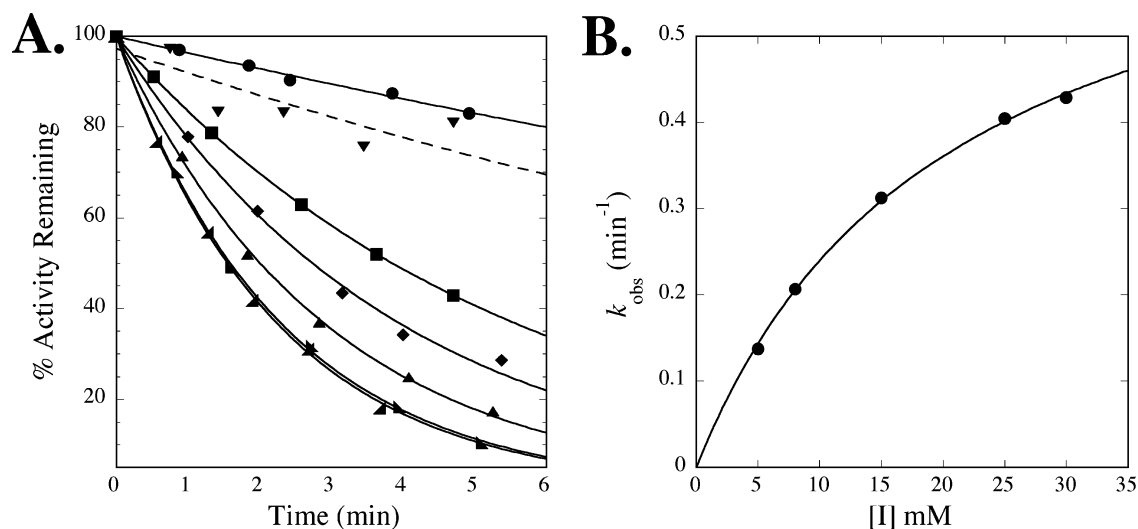 A.
% Activity Remaining
100
80
60
40
20
0 1 2 3 4 5 6
Time (min)
B.
k obs (min⁻¹)
0.5
0.4
0.3
0.2
0.1
0
0 5 10 15 20 25 30 35
[I] mM